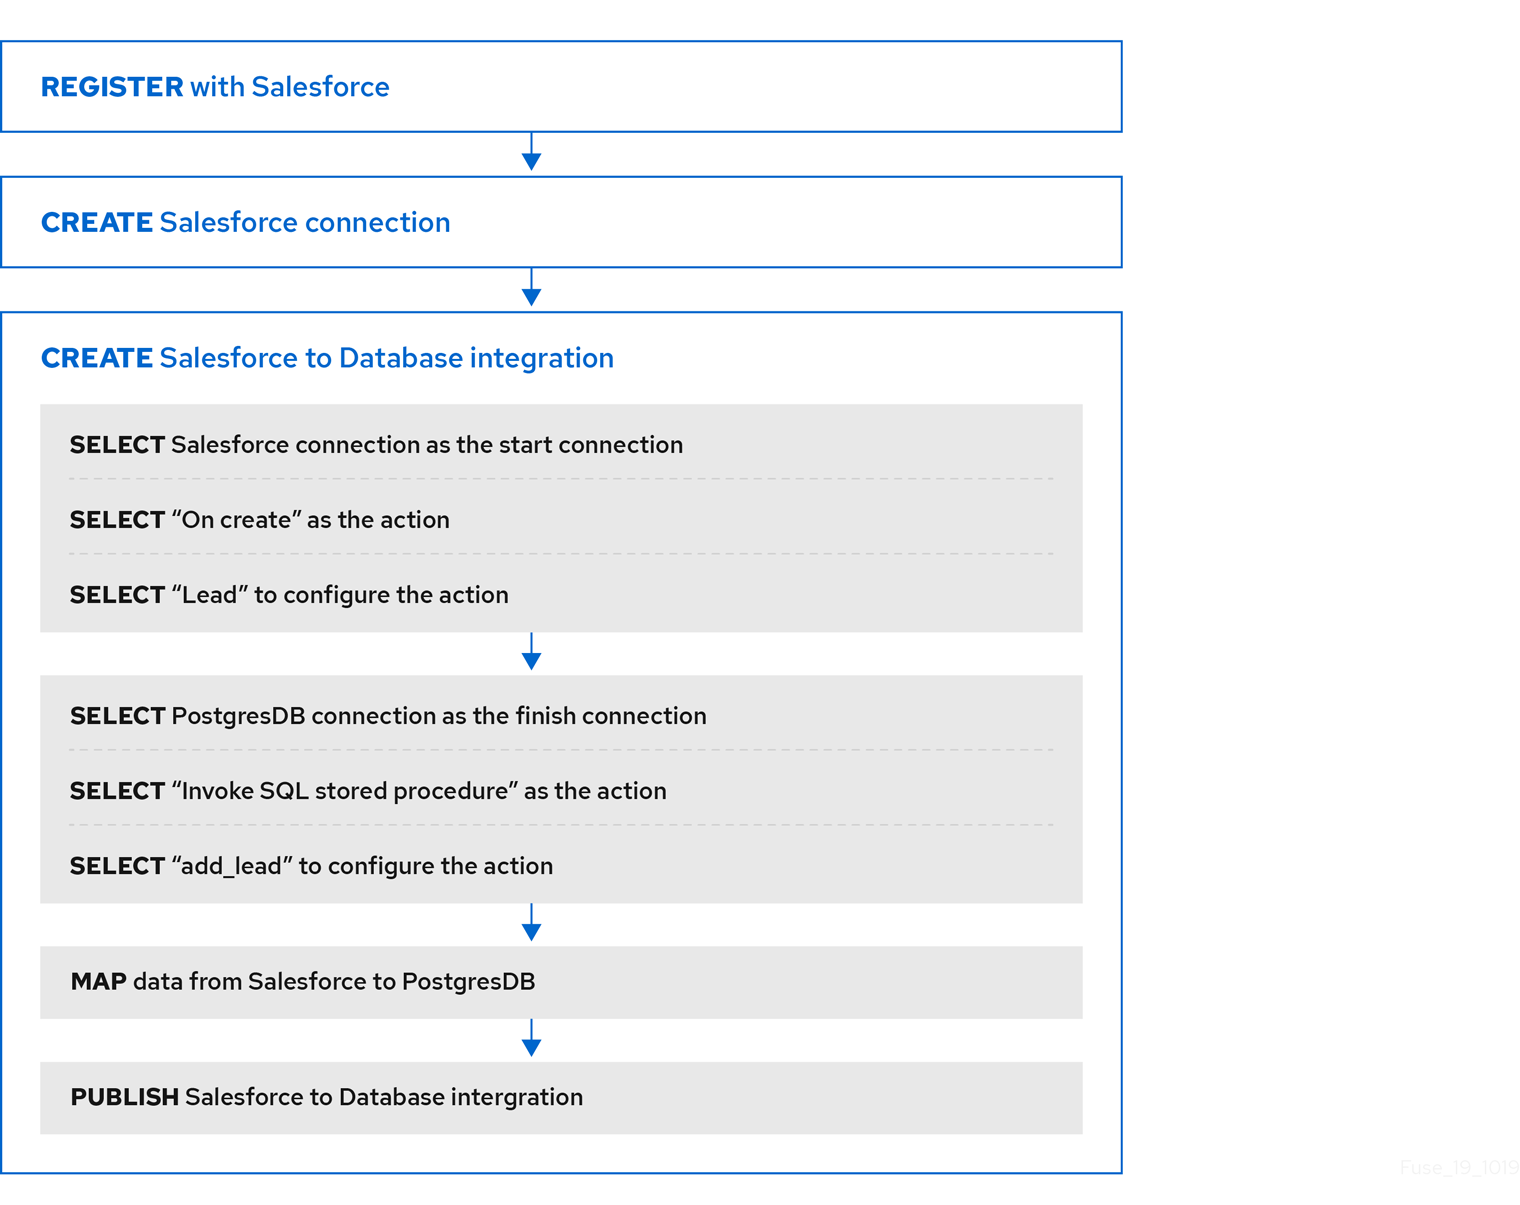 REGISTER with Salesforce
CREATE Salesforce connection
CREATE Salesforce to Database integration
SELECT Salesforce connection as the start connection
SELECT “On create” as the action
SELECT “Lead” to configure the action
SELECT PostgresDB connection as the finish connection
SELECT “Invoke SQL stored procedure” as the action
SELECT “add_lead” to configure the action
MAP data from Salesforce to PostgresDB
PUBLISH Salesforce to Database intergration
Fuse_19_1019